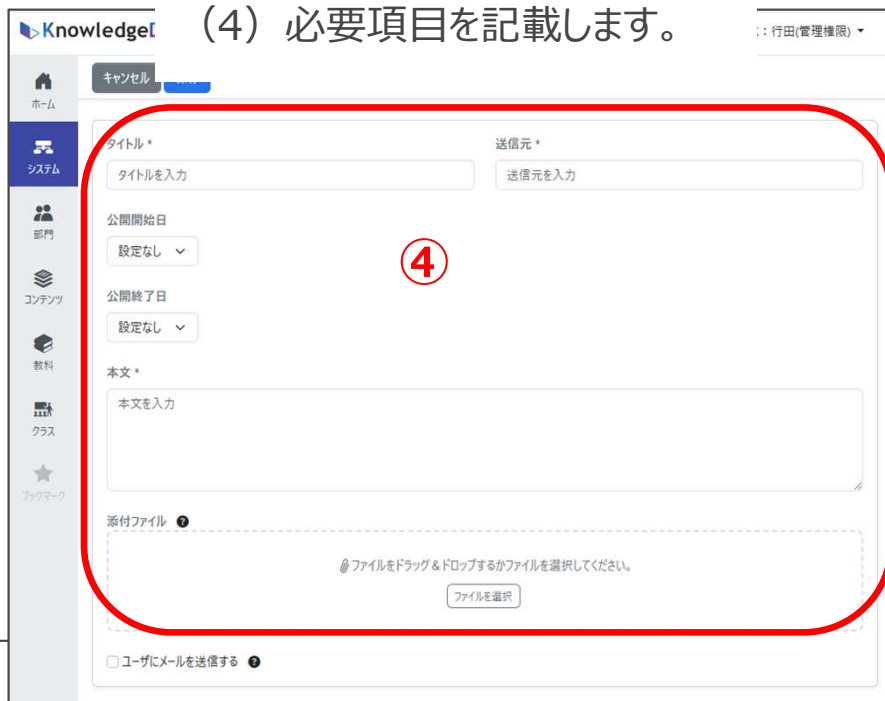 （4）必要項目を記載します。
Knowledge
：行田(管理権限)
キャンセル
ホーム
システム
部門
コンテンツ
教科
クラス
ブックマーク
タイトル *
送信元 *
タイトルを入力
送信元を入力
公開開始日
設定なし
④
公開終了日
設定なし
本文 *
本文を入力
添付ファイル ?
ファイルをドラッグ＆ドロップするかファイルを選択してください。
ファイルを選択
ユーザにメールを送信する ?